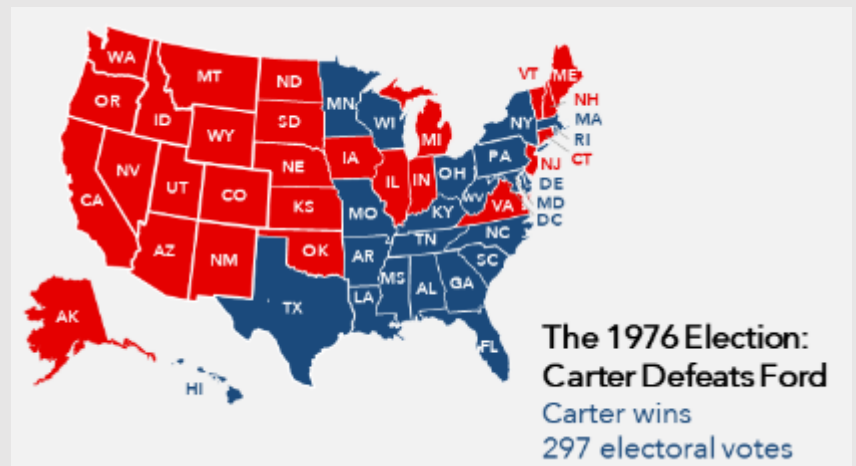 WA
MT
ND
MN
VT
ME
OR
ID
SD
WI
NY
NH
MA
WY
MI
RI
NE
IA
PA
CT
NV
IL
IN
OH
NJ
UT
CO
DE
CA
KS
MO
WV
VA
MD
KY
DC
AZ
NM
OK
AR
TN
NC
SC
MS
AL
GA
TX
LA
AK
FL
HI
The 1976 Election:
Carter Defeats Ford
Carter wins
297 electoral votes